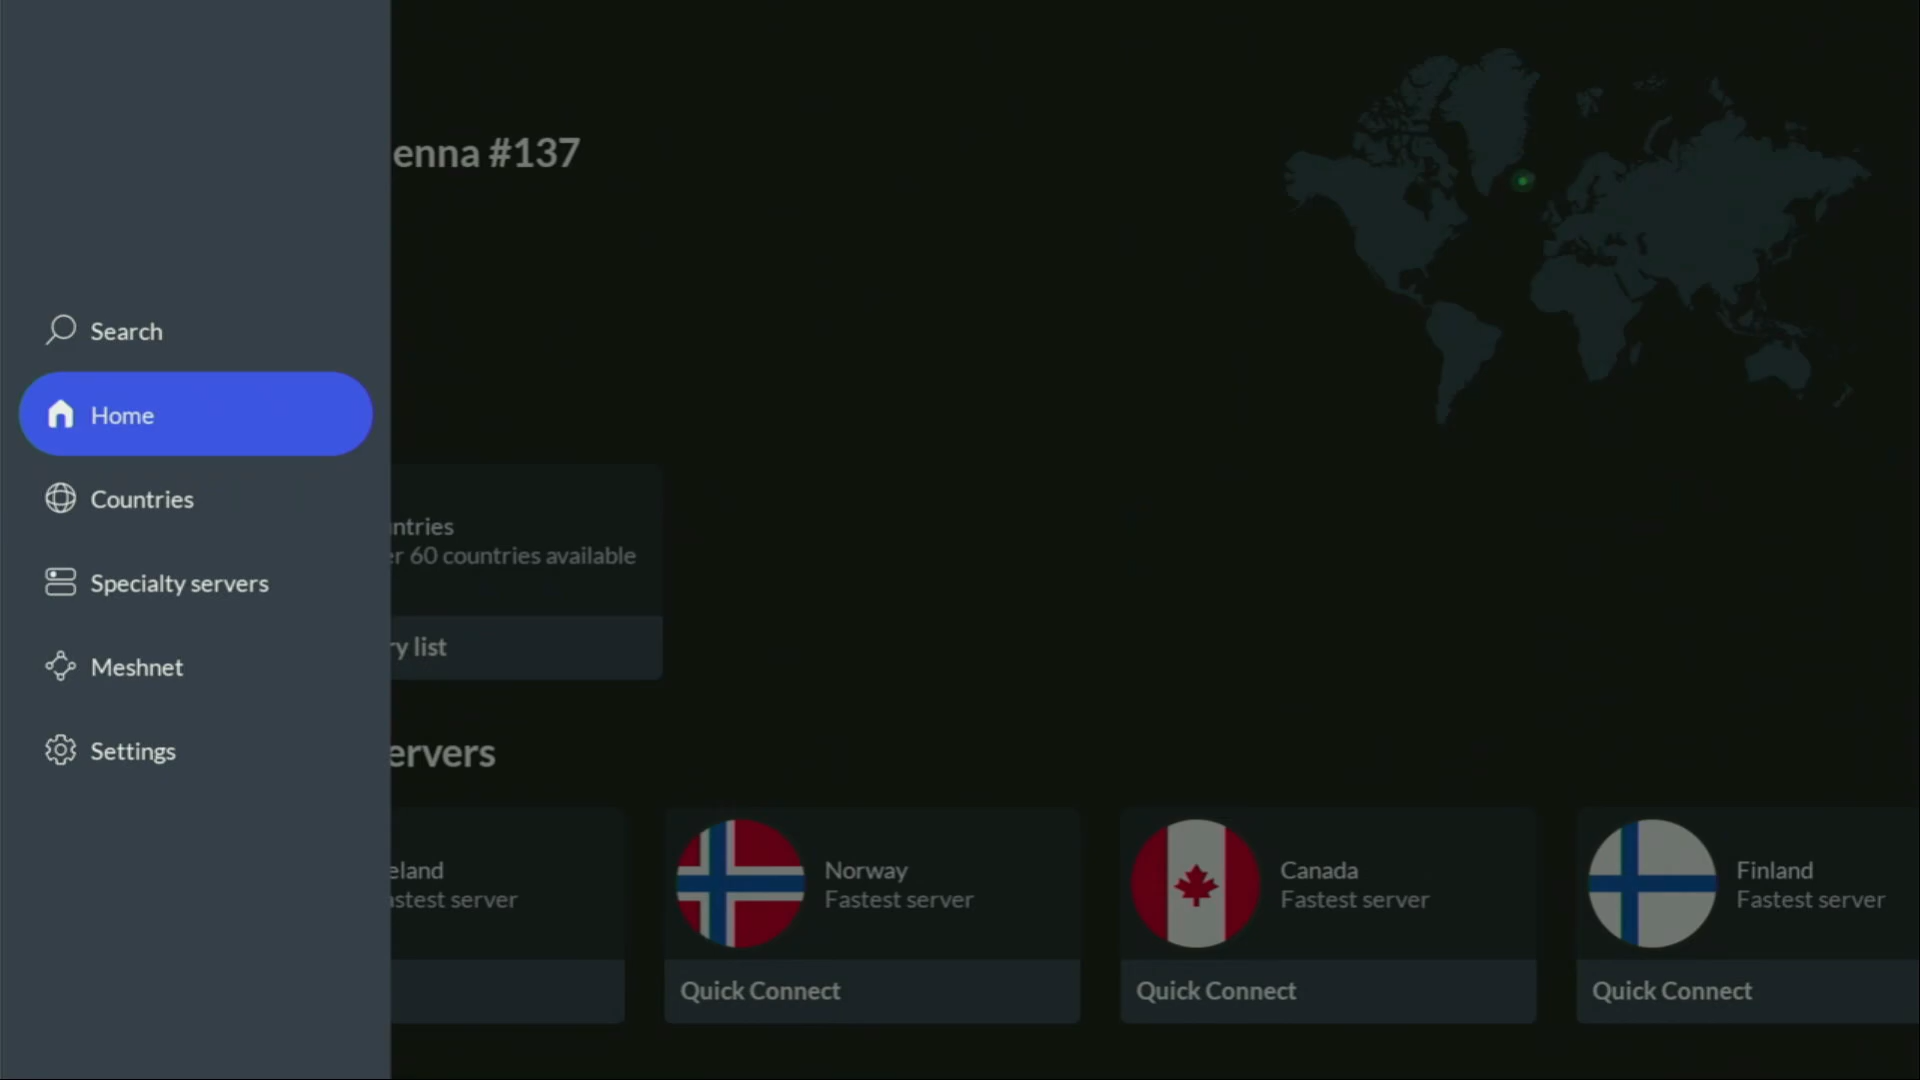 enna #137
Search
Home
Countries
Specialty servers
Meshnet
Settings
ntries
r 60 countries available
ry list
ervers
eland
stest server
Norway
Fastest server
Quick Connect
Canada
Fastest server
Quick Connect
Finland
Fastest server
Quick Connect